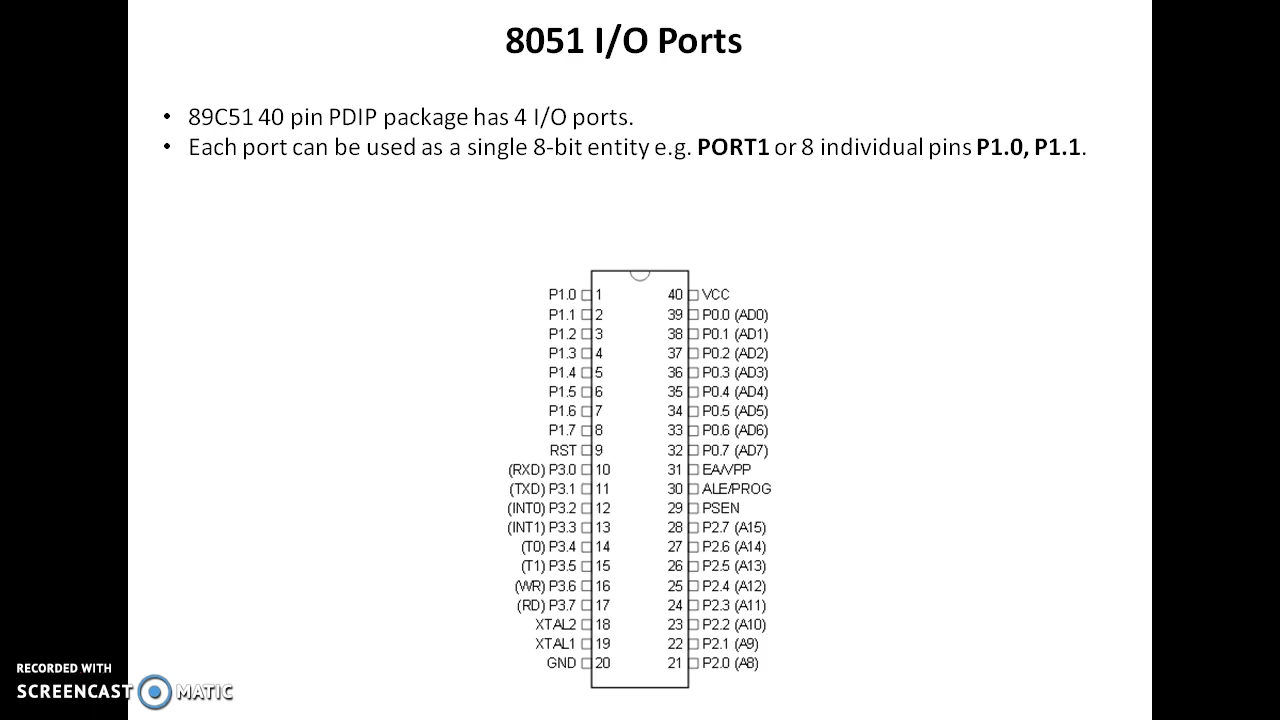 8051 I/O Ports
• 89C51 40 pin PDIP package has 4 I/O ports.
• Each port can be used as a single 8-bit entity e.g. PORT1 or 8 individual pins P1.0, P1.1.
P1.0 1 40 VCC
P1.1 2 39 P0.0 (AD0)
P1.2 3 38 P0.1 (AD1)
P1.3 4 37 P0.2 (AD2)
P1.4 5 36 P0.3 (AD3)
P1.5 6 35 P0.4 (AD4)
P1.6 7 34 P0.5 (AD5)
P1.7 8 33 P0.6 (AD6)
RST 9 32 P0.7 (AD7)
(RXD) P3.0 10 31 EA/VPP
(TXD) P3.1 11 30 ALE/PROG
(INT0) P3.2 12 29 PSEN
(INT1) P3.3 13 28 P2.7 (A15)
(T0) P3.4 14 27 P2.6 (A14)
(T1) P3.5 15 26 P2.5 (A13)
(WR) P3.6 16 25 P2.4 (A12)
(RD) P3.7 17 24 P2.3 (A11)
XTAL2 18 23 P2.2 (A10)
XTAL1 19 22 P2.1 (A9)
GND 20 21 P2.0 (A8)
RECORDED WITH
SCREENCAST MATIC